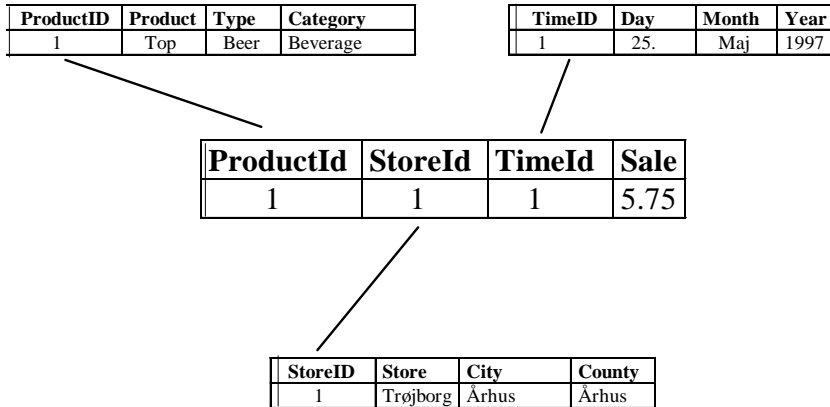 ProductID Product Type Category
1 Top Beer Beverage
TimeID Day Month Year
1 25. Maj 1997
ProductId StoreId TimeId Sale
1 1 1 5.75
StoreID Store City County
1 Trøjborg Århus Århus